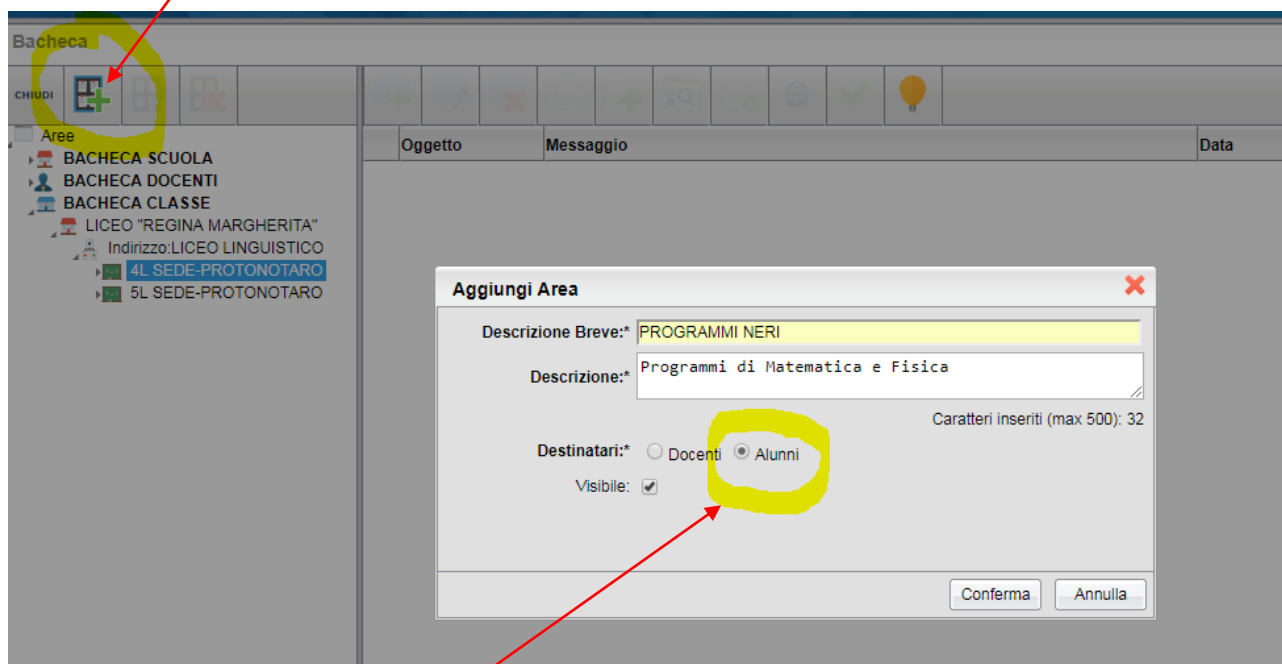 Bacheca
CHIUDI
Aree
BACHECA SCUOLA
BACHECA DOCENTI
BACHECA CLASSE
LICEO "REGINA MARGHERITA"
Indirizzo:LICEO LINGUISTICO
4L SEDE-PROTONOTARO
5L SEDE-PROTONOTARO
Oggetto Messaggio Data
Aggiungi Area
Descrizione Breve:* PROGRAMMI NERI
Descrizione:* Programmi di Matematica e Fisica
Caratteri inseriti (max 500): 32
Destinatari:* Docenti Alunni
Visibile:
Conferma Annulla